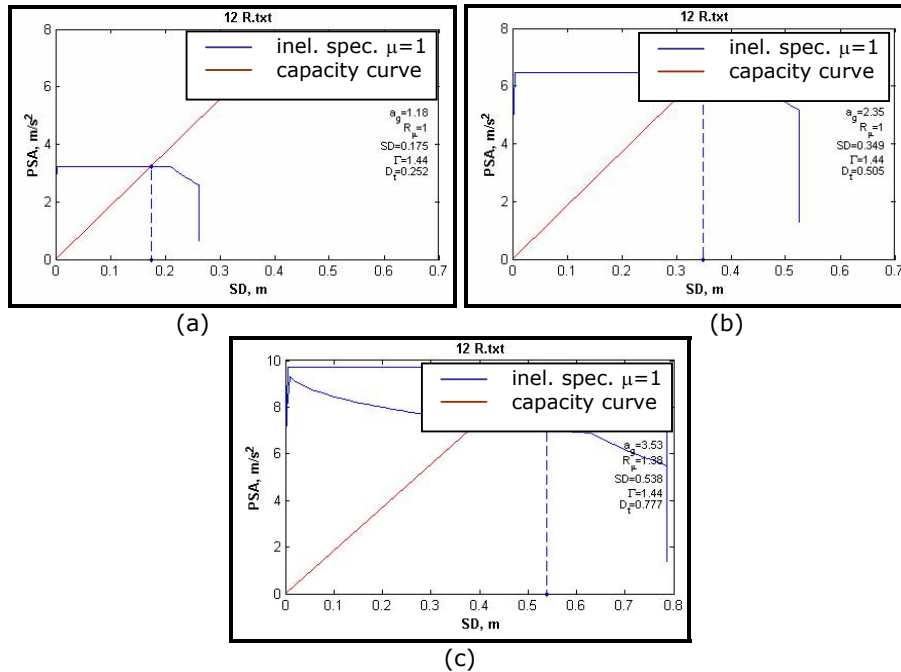 12 R.txt
inel. spec. μ=1
capacity curve
PSA, m/s²
8
6
4
2
0
a_g=1.18
R_μ=1
SD=0.175
Γ=1.44
D_t=0.252
0 0.1 0.2 0.3 0.4 0.5 0.6 0.7
SD, m
(a)
12 R.txt
inel. spec. μ=1
capacity curve
PSA, m/s²
8
6
4
2
0
a_g=2.35
R_μ=1
SD=0.349
Γ=1.44
D_t=0.505
0 0.1 0.2 0.3 0.4 0.5 0.6 0.7
SD, m
(b)
12 R.txt
inel. spec. μ=1
capacity curve
PSA, m/s²
10
8
6
4
2
0
a_g=3.53
R_μ=1.38
SD=0.538
Γ=1.44
D_t=0.777
0 0.1 0.2 0.3 0.4 0.5 0.6 0.7 0.8
SD, m
(c)